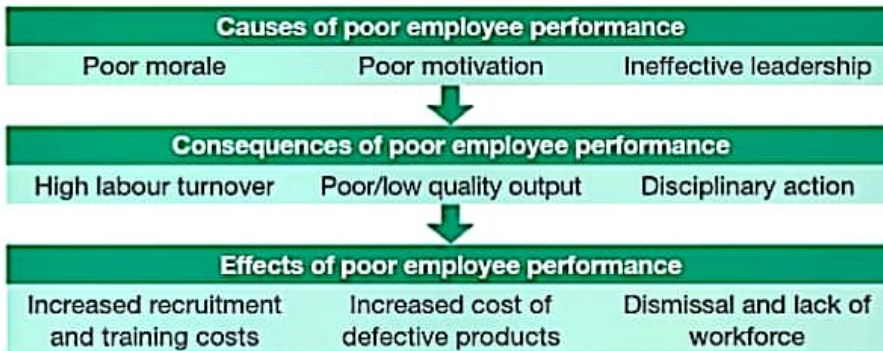 Causes of poor employee performance
Poor morale Poor motivation Ineffective leadership
Consequences of poor employee performance
High labour turnover Poor/low quality output Disciplinary action
Effects of poor employee performance
Increased recruitment and training costs
Increased cost of defective products
Dismissal and lack of workforce